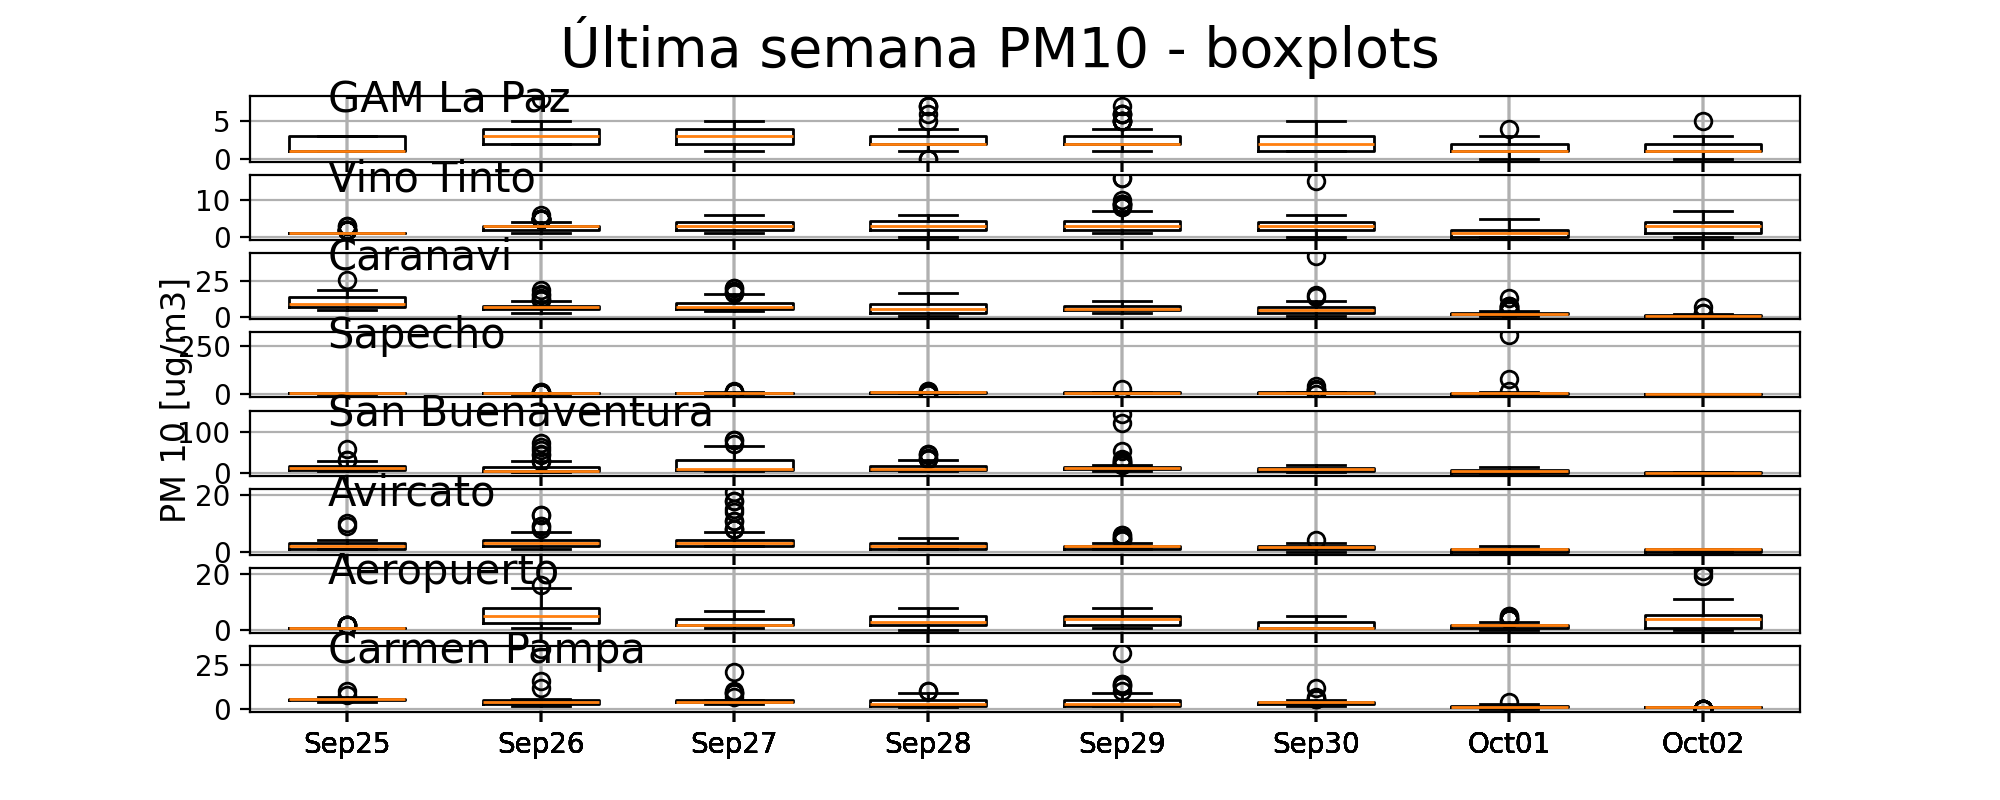 Última semana PM10 - boxplots
GAM La Paz
5
0
Vino Tinto
10
0
Caranavi
25
0
Sapecho
250
0
San Buenaventura
100
0
Avircato
20
0
Aeropuerto
20
0
Carmen Pampa
25
0
PM 10 [ug/m3]
Sep25 Sep26 Sep27 Sep28 Sep29 Sep30 Oct01 Oct02